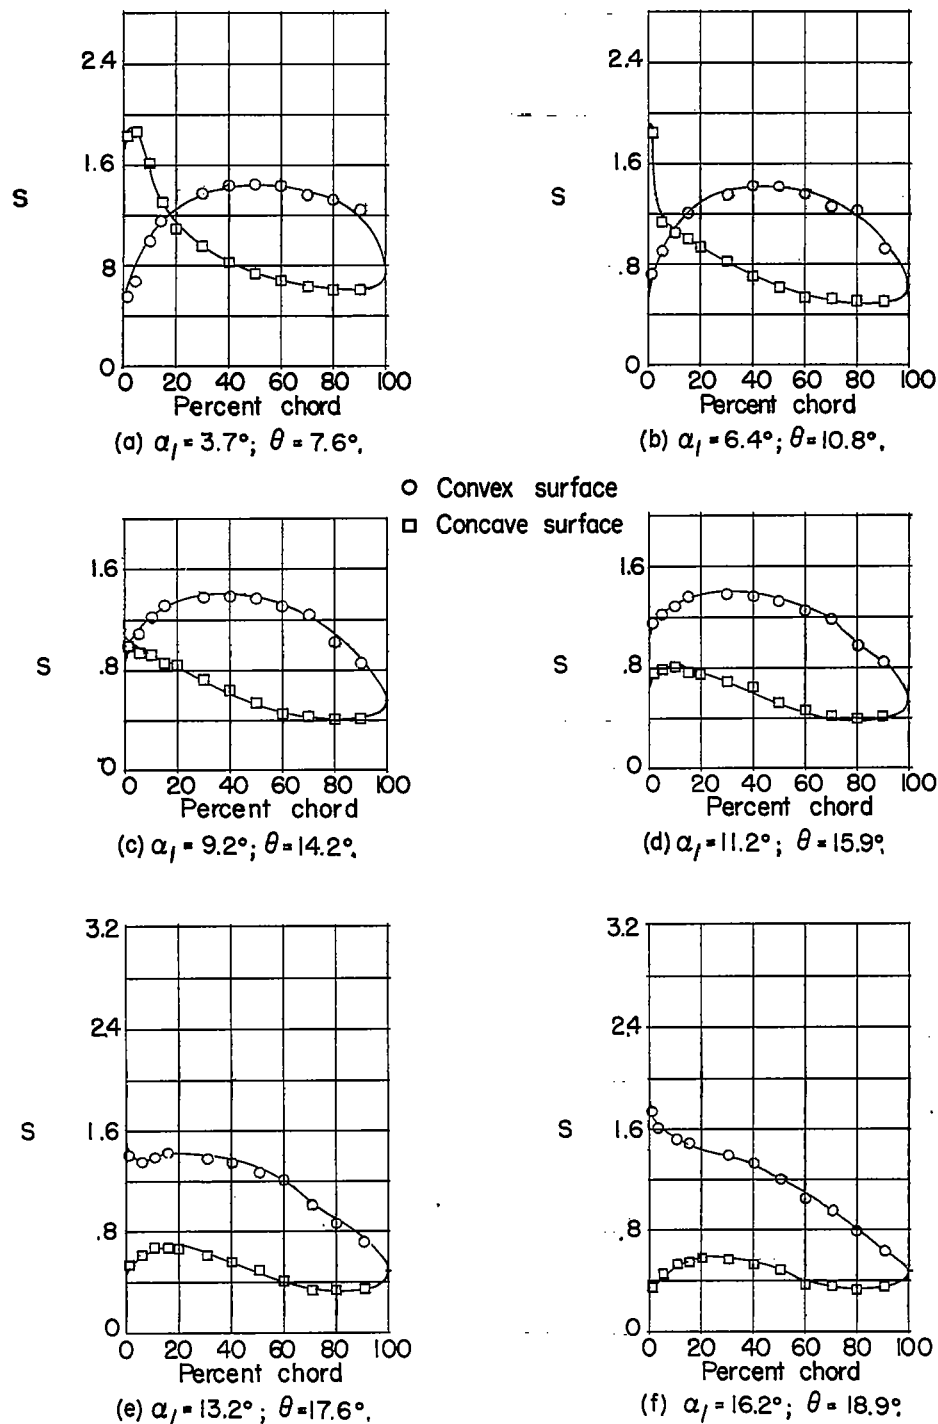 2.4
1.6
S
.8
0
0 20 40 60 80 100
Percent chord
(a) α₁ = 3.7°; θ = 7.6°.
2.4
1.6
S
.8
0
0 20 40 60 80 100
Percent chord
(b) α₁ = 6.4°; θ = 10.8°.
○ Convex surface
□ Concave surface
1.6
S
.8
0
0 20 40 60 80 100
Percent chord
(c) α₁ = 9.2°; θ = 14.2°.
1.6
S
.8
0
0 20 40 60 80 100
Percent chord
(d) α₁ = 11.2°; θ = 15.9°.
3.2
2.4
1.6
S
.8
0
0 20 40 60 80 100
Percent chord
(e) α₁ = 13.2°; θ = 17.6°.
3.2
2.4
1.6
S
.8
0
0 20 40 60 80 100
Percent chord
(f) α₁ = 16.2°; θ = 18.9°.